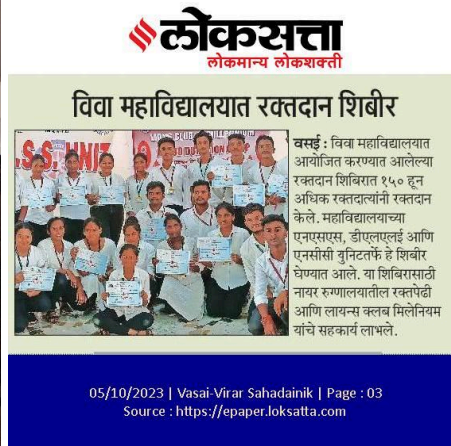 लोकसत्ता
लोकमान्य लोकशक्ती
विवा महाविद्यालयात रक्तदान शिबीर
S.S. UNIT
वसई : विवा महाविद्यालयात
आयोजित करण्यात आलेल्या
रक्तदान शिबिरात १५० हून
अधिक रक्तदात्यांनी रक्तदान
केले. महाविद्यालयाच्या
एनएसएस, डीएलएलई आणि
एनसीसी युनिटतर्फे हे शिबीर
घेण्यात आले. या शिबिरासाठी
नायर रुग्णालयातील रक्तपेढी
आणि लायन्स क्लब मिलेनियम
यांचे सहकार्य लाभले.
05/10/2023 | Vasai-Virar Sahadainik | Page : 03
Source : https://epaper.loksatta.com